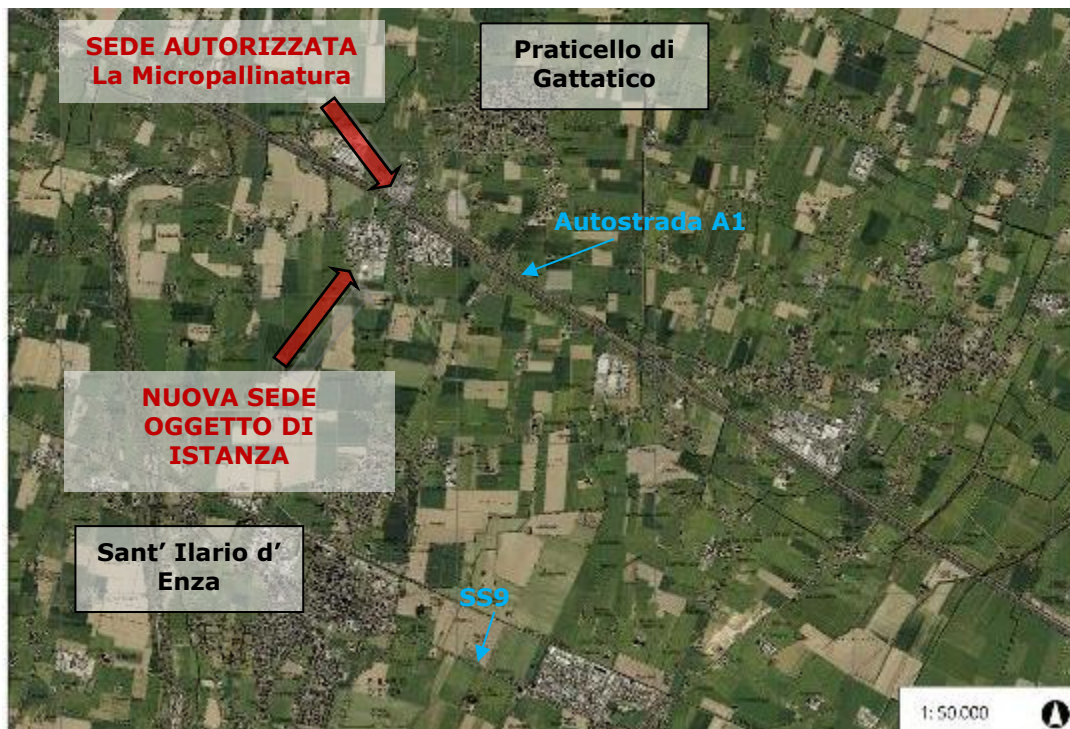 SEDE AUTORIZZATA
La Micropallinatura
Praticello di
Gattatico
Autostrada A1
NUOVA SEDE
OGGETTO DI
ISTANZA
Sant’ Ilario d’
Enza
SS9
1: 50.000